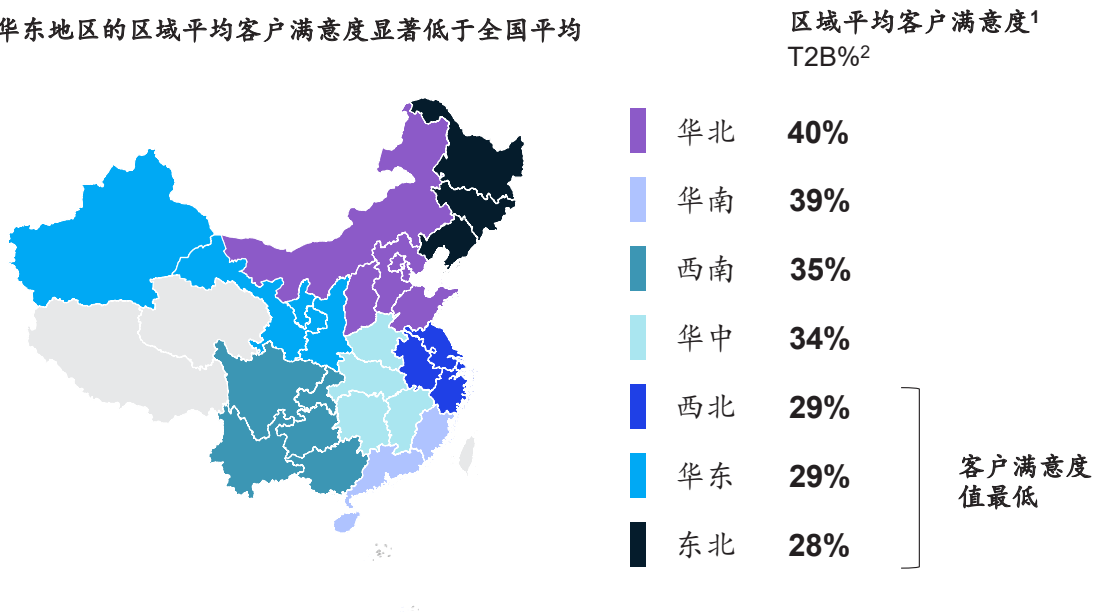 华东地区的区域平均客户满意度显著低于全国平均
区域平均客户满意度1
T2B%2
华北 40%
华南 39%
西南 35%
华中 34%
西北 29%
华东 29%
东北 28%
客户满意度
值最低